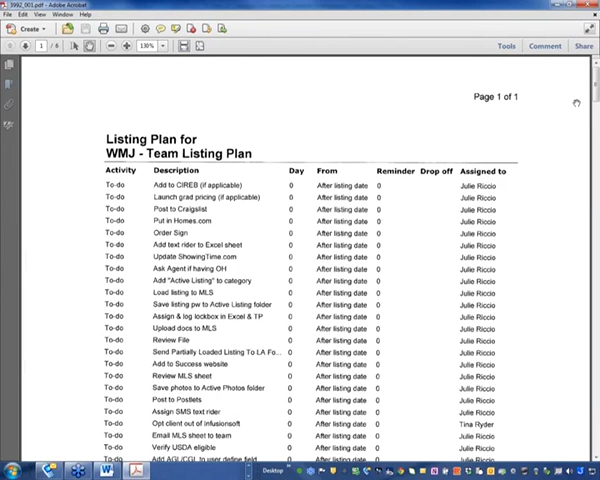 3992_001.pdf - Adobe Acrobat
File Edit View Window Help
Create
1 / 6 130%
Tools Comment Share
Page 1 of 1
Listing Plan for
WMJ - Team Listing Plan
Activity Description Day From Reminder Drop off Assigned to
To-do Add to CIREB (if applicable) 0 After listing date 0 Julie Riccio
To-do Launch grad pricing (if applicable) 0 After listing date 0 Julie Riccio
To-do Post to Craigslist 0 After listing date 0 Julie Riccio
To-do Put in Homes.com 0 After listing date 0 Julie Riccio
To-do Order Sign 0 After listing date 0 Julie Riccio
To-do Add text rider to Excel sheet 0 After listing date 0 Julie Riccio
To-do Update ShowingTime.com 0 After listing date 0 Julie Riccio
To-do Ask Agent if having OH 0 After listing date 0 Julie Riccio
To-do Add "Active Listing" to category 0 After listing date 0 Julie Riccio
To-do Load listing to MLS 0 After listing date 0 Julie Riccio
To-do Save listing pw to Active Listing folder 0 After listing date 0 Julie Riccio
To-do Assign & log lockbox in Excel & TP 0 After listing date 0 Julie Riccio
To-do Upload docs to MLS 0 After listing date 0 Julie Riccio
To-do Review File 0 After listing date 0 Julie Riccio
To-do Send Partially Loaded Listing To LA Fo... 0 After listing date 0 Julie Riccio
To-do Add to Success website 0 After listing date 0 Julie Riccio
To-do Review MLS sheet 0 After listing date 0 Julie Riccio
To-do Save photos to Active Photos folder 0 After listing date 0 Julie Riccio
To-do Post to Postlets 0 After listing date 0 Julie Riccio
To-do Assign SMS text rider 0 After listing date 0 Julie Riccio
To-do Opt client out of Infusionsoft 0 After listing date 0 Tina Ryder
To-do Email MLS sheet to team 0 After listing date 0 Julie Riccio
To-do Verify USDA eligible 0 After listing date 0 Julie Riccio
To-do Add AGL/CGL to user define field 0 After listing date 0 Julie Riccio
Desktop